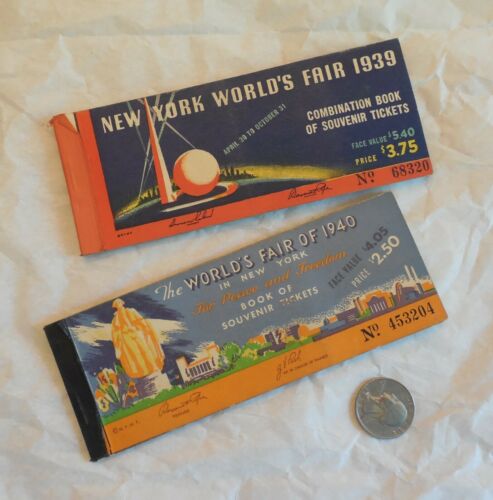 NEW YORK WORLD'S FAIR 1939
APRIL 30 TO OCTOBER 31
COMBINATION BOOK
OF SOUVENIR TICKETS
FACE VALUE $5.40
PRICE $3.75
Nº 68320
The WORLD'S FAIR OF 1940
IN NEW YORK
For Peace and Freedom
BOOK OF
SOUVENIR TICKETS
FACE VALUE $4.05
PRICE $2.50
Nº 453204